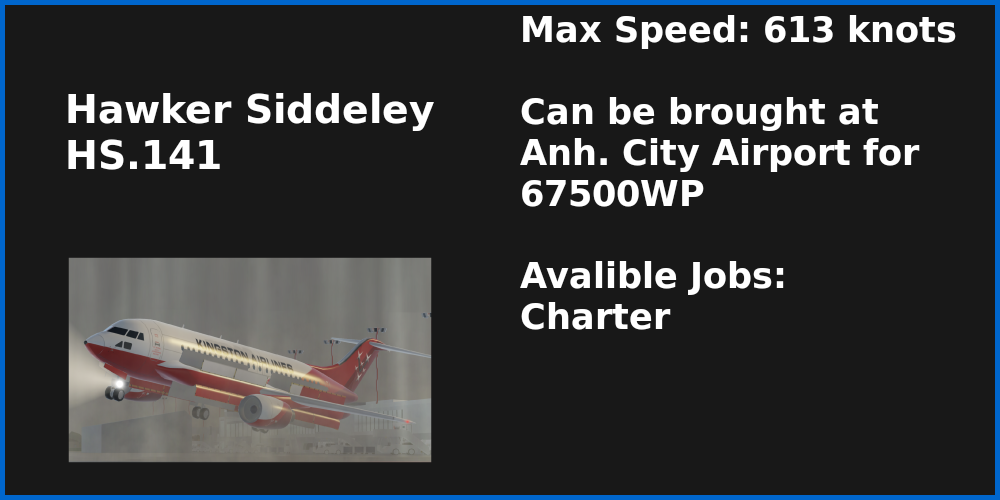 Hawker Siddeley
HS.141
KINGSTON AIRLINES
Max Speed: 613 knots
Can be brought at
Anh. City Airport for
67500WP
Avalible Jobs:
Charter